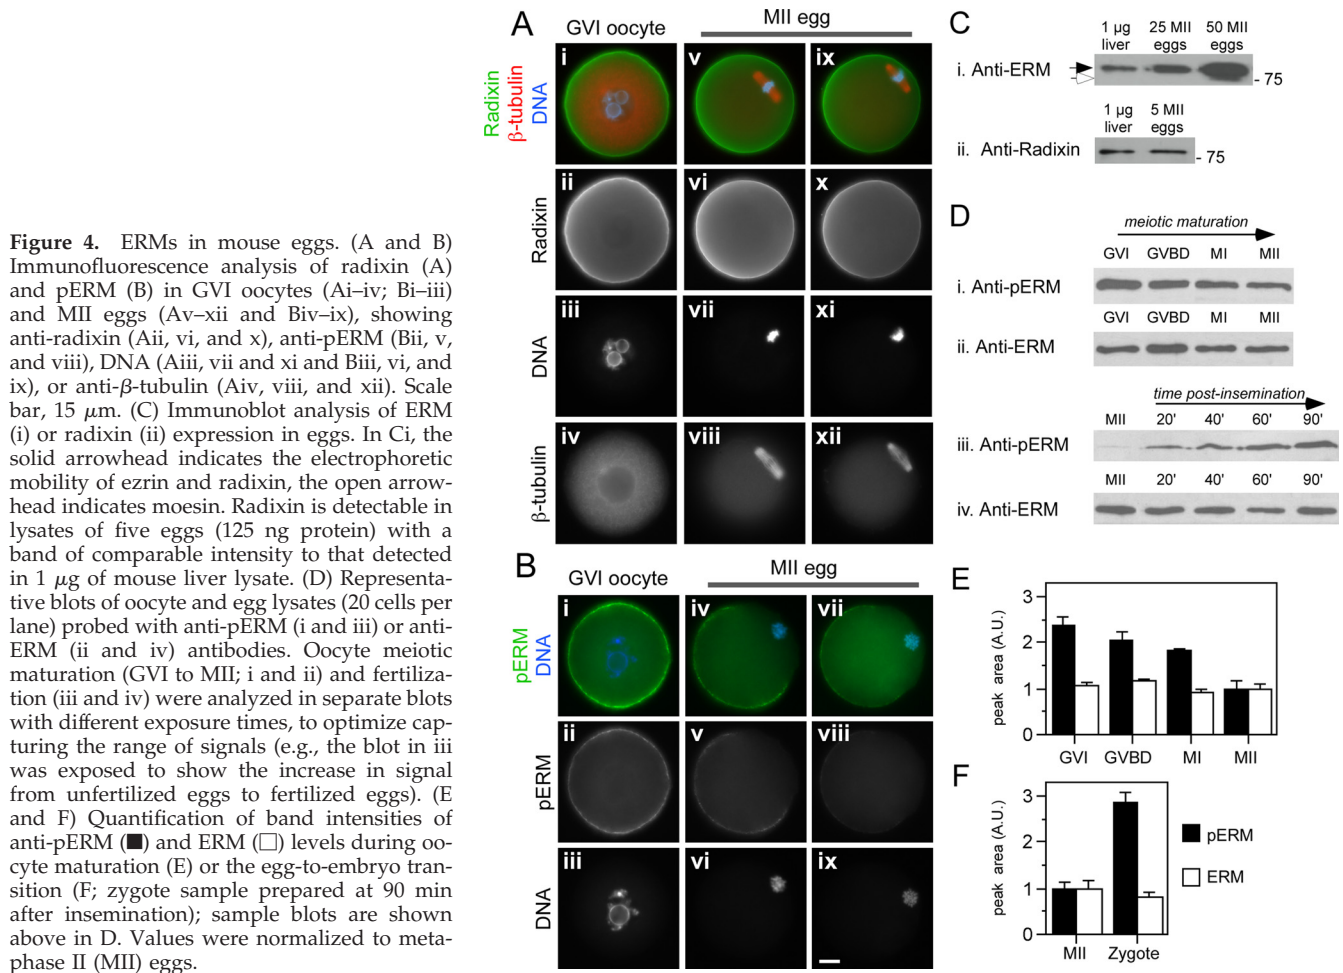 Figure 4. ERMs in mouse eggs. (A and B)
Immunofluorescence analysis of radixin (A)
and pERM (B) in GVI oocytes (Ai–iv; Bi–iii)
and MII eggs (Av–xii and Biv–ix), showing
anti-radixin (Aii, vi, and x), anti-pERM (Bii, v,
and viii), DNA (Aiii, vii and xi and Biii, vi, and
ix), or anti-β-tubulin (Aiv, viii, and xii). Scale
bar, 15 μm. (C) Immunoblot analysis of ERM
(i) or radixin (ii) expression in eggs. In Ci, the
solid arrowhead indicates the electrophoretic
mobility of ezrin and radixin, the open arrow-
head indicates moesin. Radixin is detectable in
lysates of five eggs (125 ng protein) with a
band of comparable intensity to that detected
in 1 μg of mouse liver lysate. (D) Representa-
tive blots of oocyte and egg lysates (20 cells per
lane) probed with anti-pERM (i and iii) or anti-
ERM (ii and iv) antibodies. Oocyte meiotic
maturation (GVI to MII; i and ii) and fertiliza-
tion (iii and iv) were analyzed in separate blots
with different exposure times, to optimize cap-
turing the range of signals (e.g., the blot in iii
was exposed to show the increase in signal
from unfertilized eggs to fertilized eggs). (E
and F) Quantification of band intensities of
anti-pERM (■) and ERM (□) levels during oo-
cyte maturation (E) or the egg-to-embryo tran-
sition (F; zygote sample prepared at 90 min
after insemination); sample blots are shown
above in D. Values were normalized to meta-
phase II (MII) eggs.
A
GVI oocyte MII egg
i v ix
Radixin
β-tubulin
DNA
ii vi x
Radixin
iii vii xi
DNA
iv viii xii
β-tubulin
B
GVI oocyte MII egg
i iv vii
pERM
DNA
ii v viii
pERM
iii vi ix
DNA
C
1 µg liver 25 MII eggs 50 MII eggs
i. Anti-ERM - 75
1 µg liver 5 MII eggs
ii. Anti-Radixin - 75
D
meiotic maturation
GVI GVBD MI MII
i. Anti-pERM
GVI GVBD MI MII
ii. Anti-ERM
time post-insemination
MII 20' 40' 60' 90'
iii. Anti-pERM
MII 20' 40' 60' 90'
iv. Anti-ERM
E
peak area (A.U.)
3
2
1
0
GVI GVBD MI MII
F
peak area (A.U.)
3
2
1
0
MII Zygote
pERM
ERM